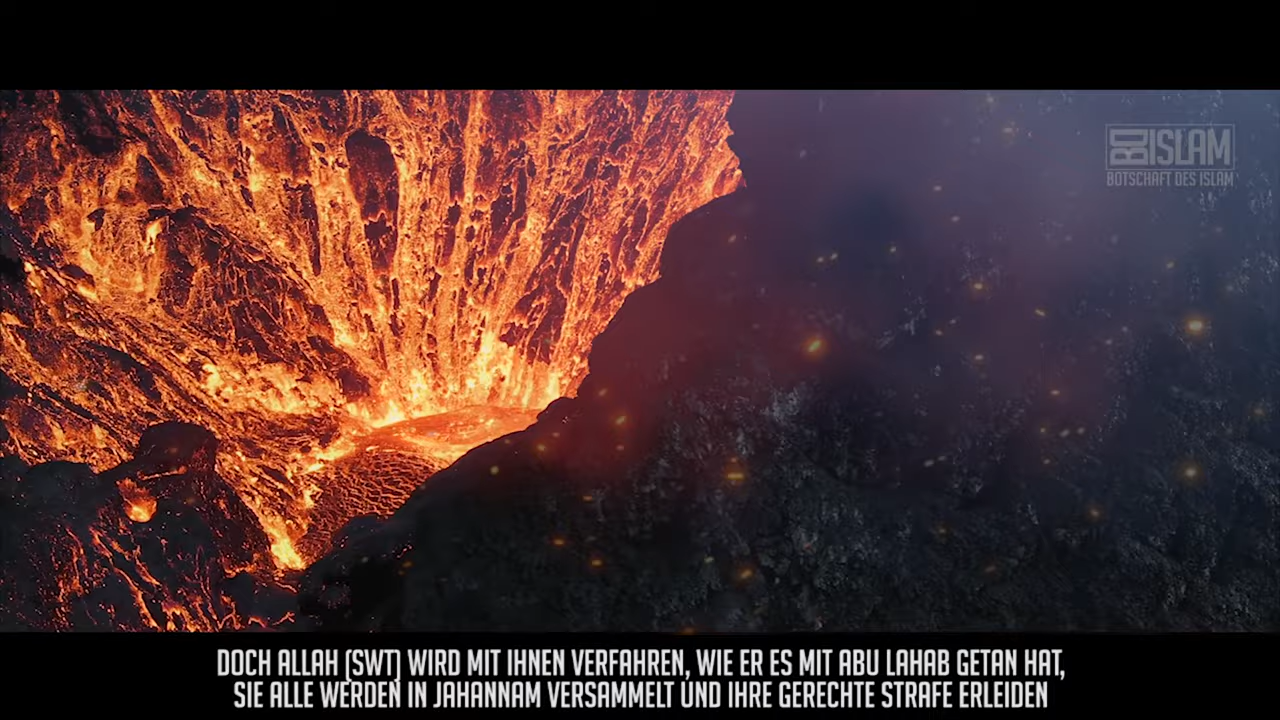 BDISLAM
BOTSCHAFT DES ISLAM
DOCH ALLAH (SWT) WIRD MIT IHNEN VERFAHREN, WIE ER ES MIT ABU LAHAB GETAN HAT,
SIE ALLE WERDEN IN JAHANNAM VERSAMMELT UND IHRE GERECHTE STRAFE ERLEIDEN